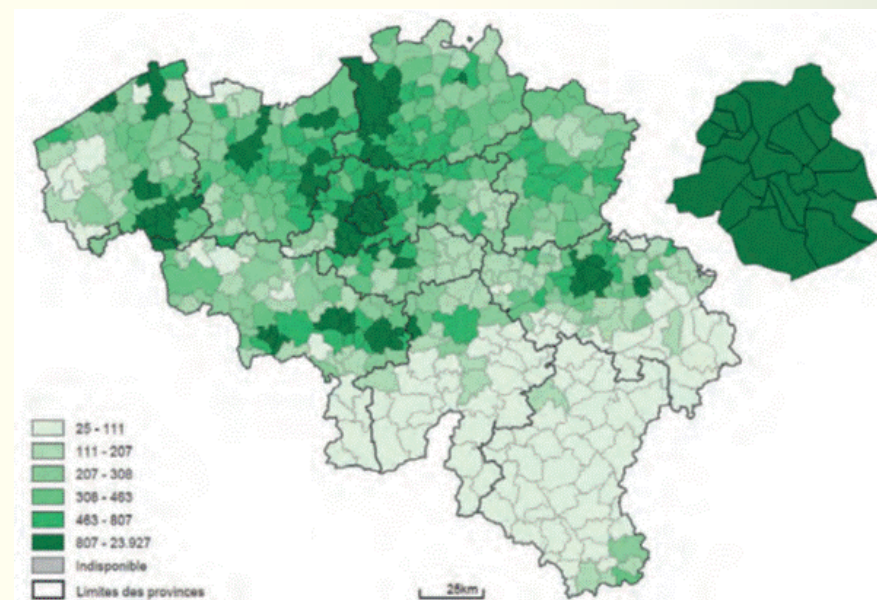 25 - 111
111 - 207
207 - 308
308 - 463
463 - 807
807 - 23.927
Indisponible
Limites des provinces
25km